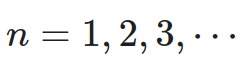 n = 1, 2, 3, ⋯